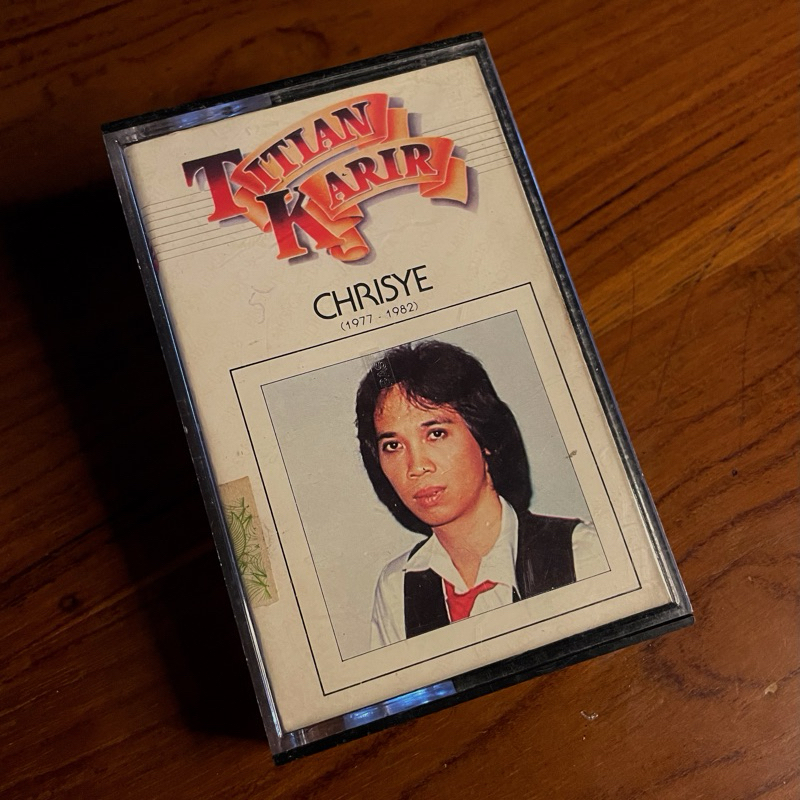 TITIAN
KARIR
CHRISYE
(1977 - 1982)